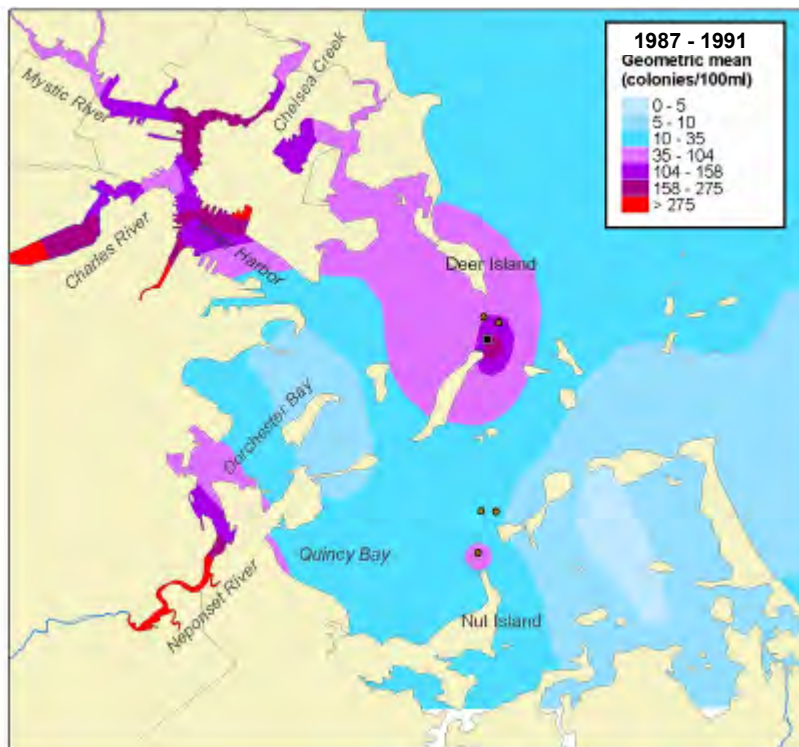 1987 - 1991
Geometric mean
(colonies/100ml)
0 - 5
5 - 10
10 - 35
35 - 104
104 - 158
158 - 275
> 275
Mystic River
Chelsea Creek
Charles River
Harbor
Deer Island
Dorchester Bay
Quincy Bay
Neponset River
Nut Island